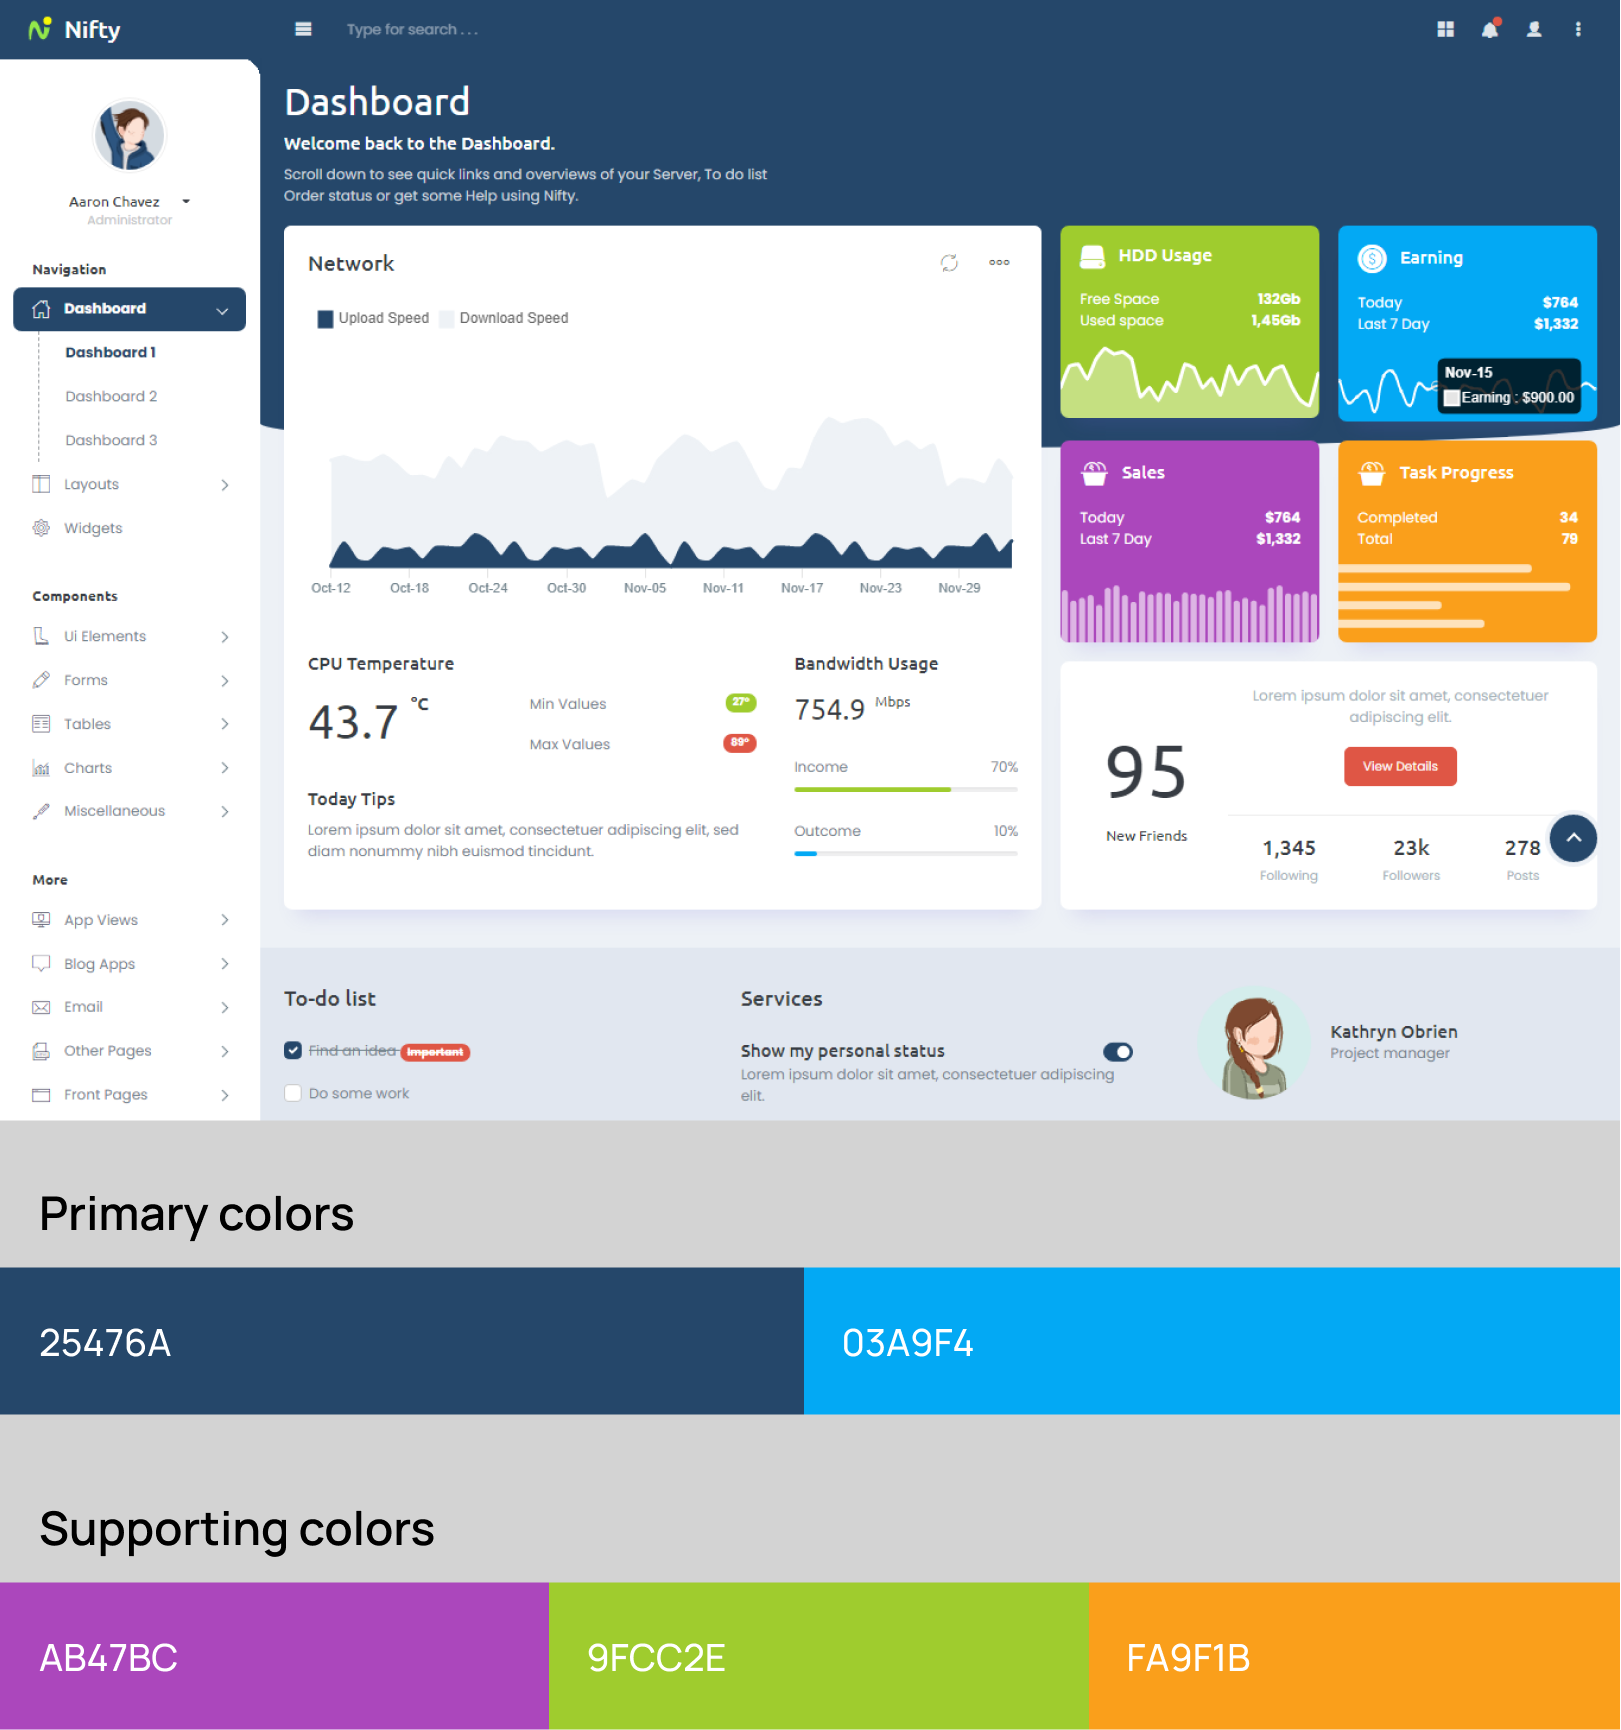 Nifty
Type for search . . .
Aaron Chavez
Administrator
Navigation
Dashboard
Dashboard 1
Dashboard 2
Dashboard 3
Layouts
Widgets
Components
Ui Elements
Forms
Tables
Charts
Miscellaneous
More
App Views
Blog Apps
Email
Other Pages
Front Pages
Dashboard
Welcome back to the Dashboard.
Scroll down to see quick links and overviews of your Server, To do list
Order status or get some Help using Nifty.
Network
Upload Speed Download Speed
Oct-12 Oct-18 Oct-24 Oct-30 Nov-05 Nov-11 Nov-17 Nov-23 Nov-29
CPU Temperature
43.7 °C
Min Values 27°
Max Values 89°
Today Tips
Lorem ipsum dolor sit amet, consectetuer adipiscing elit, sed
diam nonummy nibh euismod tincidunt.
Bandwidth Usage
754.9 Mbps
Income 70%
Outcome 10%
HDD Usage
Free Space 132Gb
Used space 1,45Gb
Earning
Today $764
Last 7 Day $1,332
Nov-15
Earning : $900.00
Sales
Today $764
Last 7 Day $1,332
Task Progress
Completed 34
Total 79
95
New Friends
Lorem ipsum dolor sit amet, consectetuer
adipiscing elit.
View Details
1,345 23k 278
Following Followers Posts
To-do list
Find an idea Important
Do some work
Services
Show my personal status
Lorem ipsum dolor sit amet, consectetuer adipiscing
elit.
Kathryn Obrien
Project manager
Primary colors
25476A 03A9F4
Supporting colors
AB47BC 9FCC2E FA9F1B